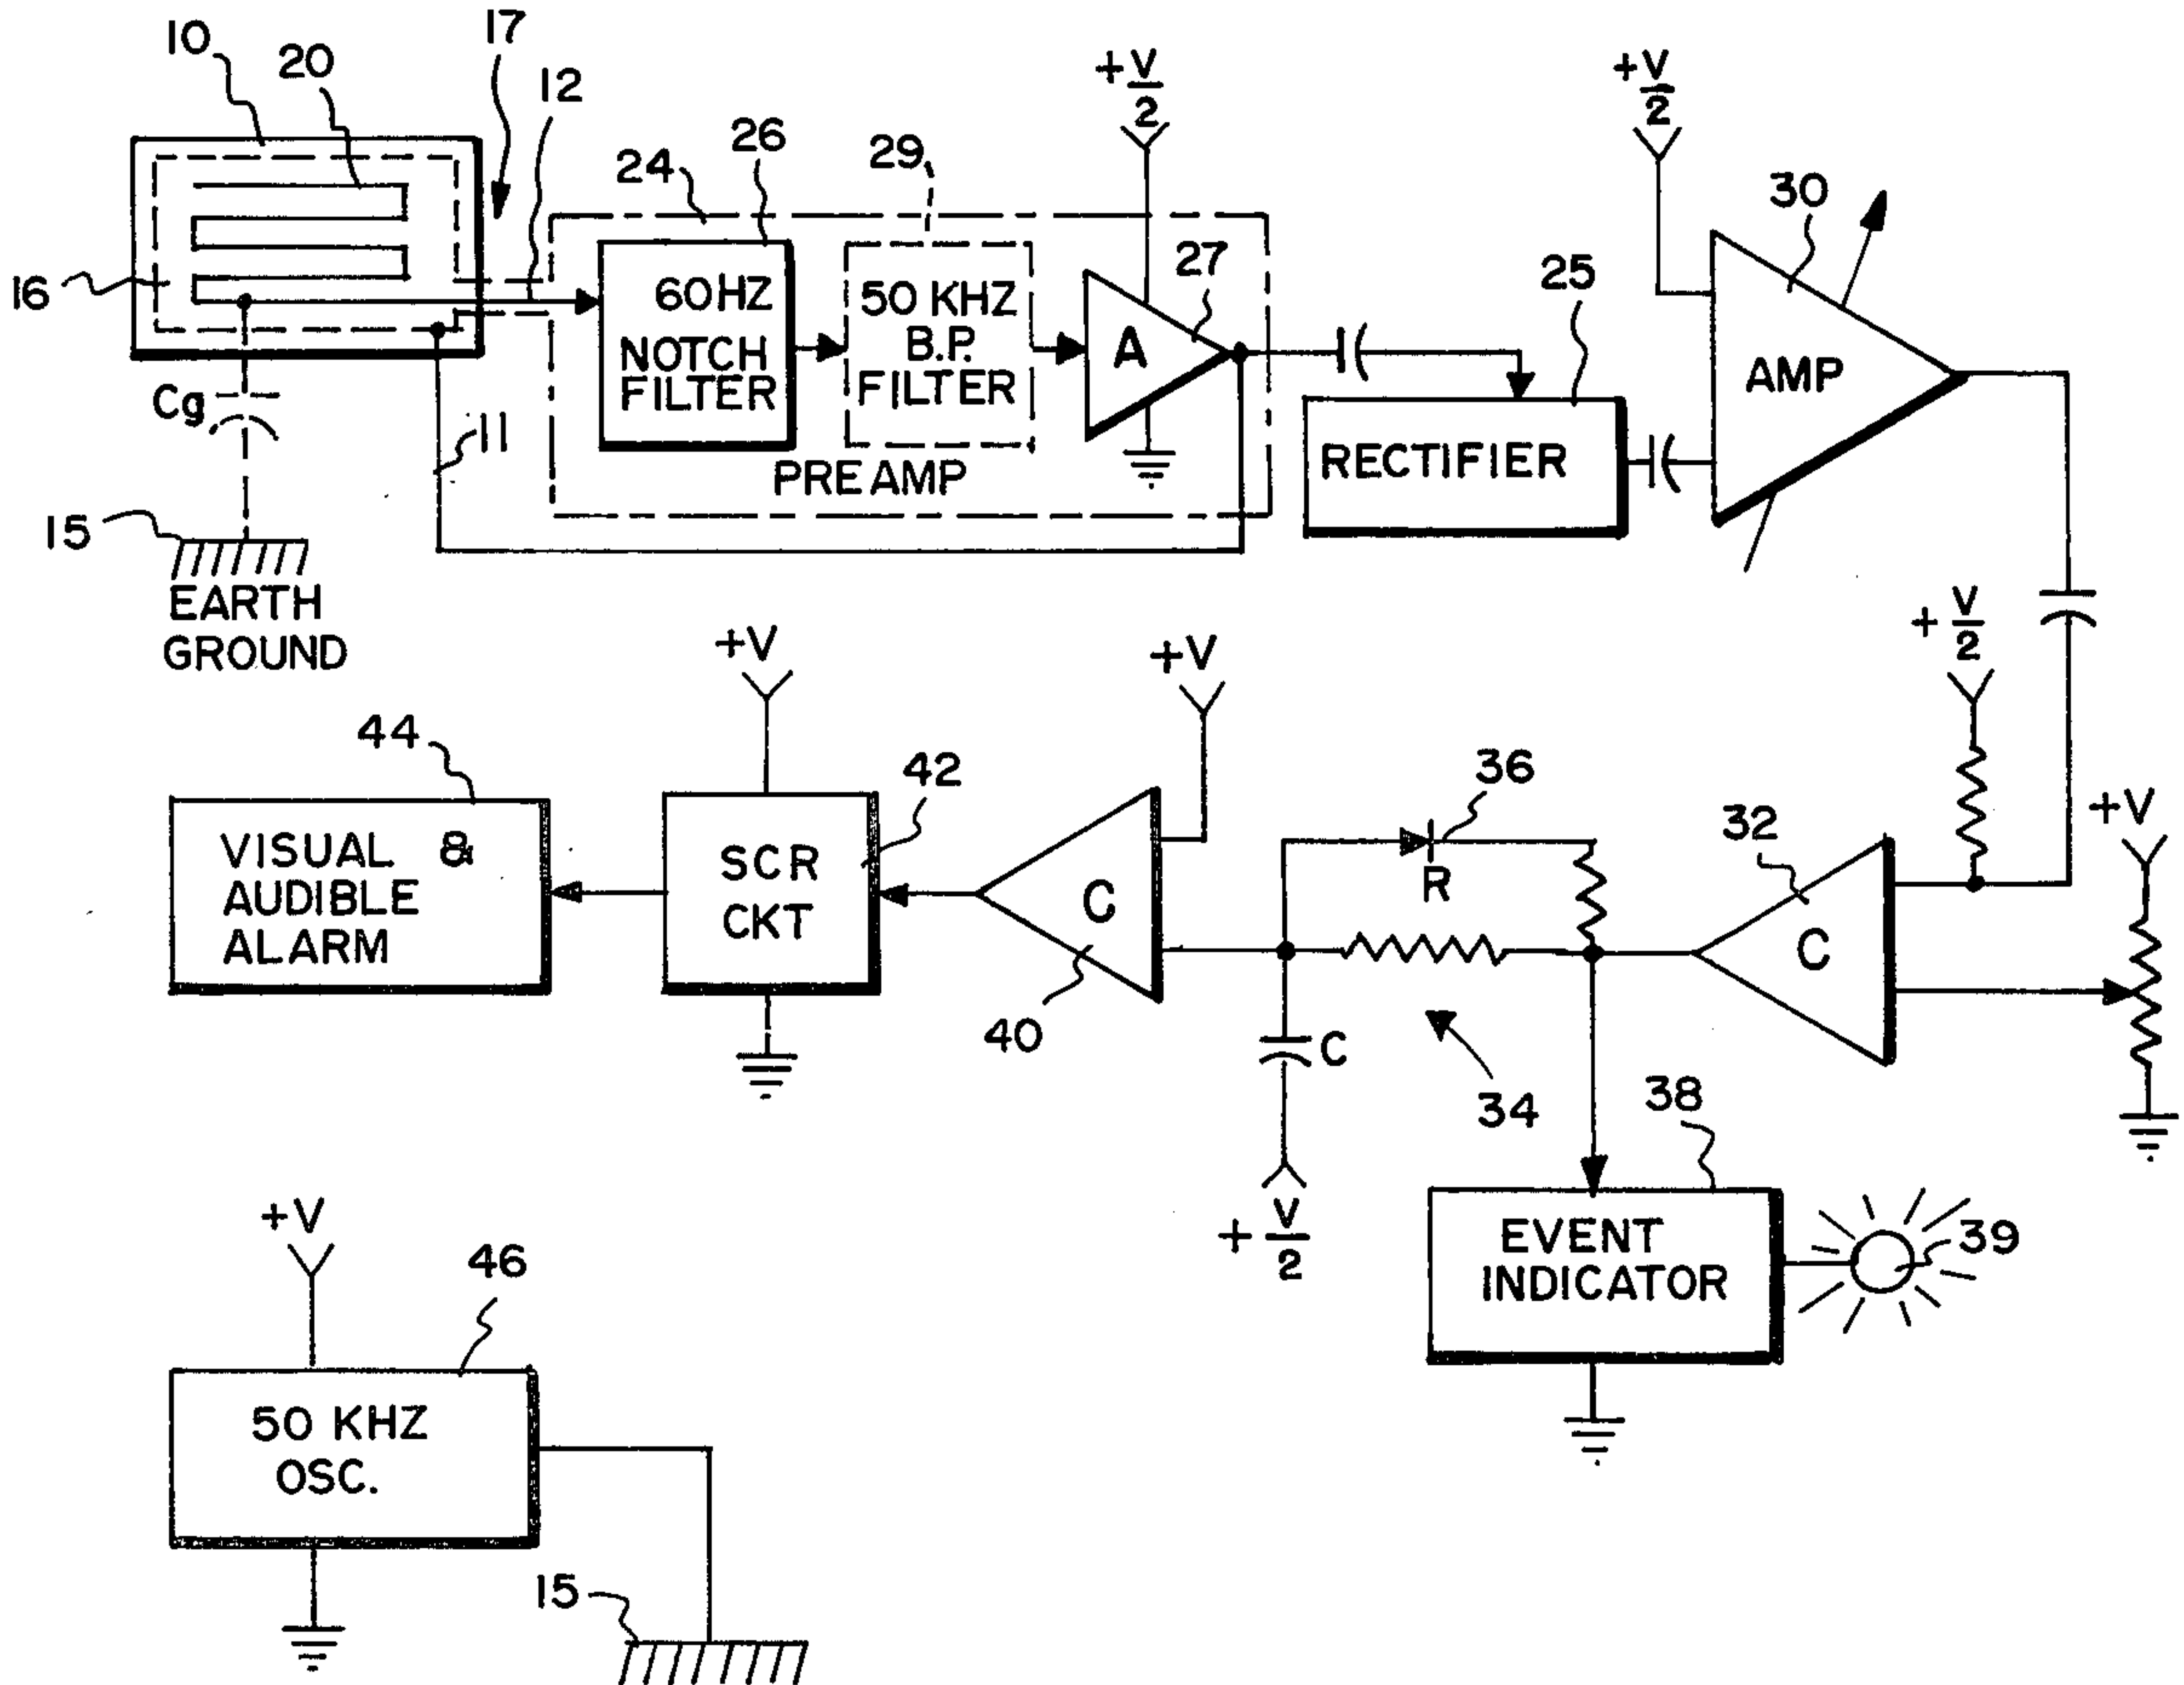 10
20
17
12
+V/2
+V/2
24
26
29
27
30
16
60HZ
NOTCH
FILTER
50 KHZ
B.P.
FILTER
A
25
AMP
Cg
11
PREAMP
RECTIFIER
15
EARTH
GROUND
+V
+V
+V/2
44
42
36
32
+V
VISUAL &
AUDIBLE
ALARM
SCR
CKT
C
R
C
40
C
34
38
+V/2
+V
46
EVENT
INDICATOR
39
50 KHZ
OSC.
15